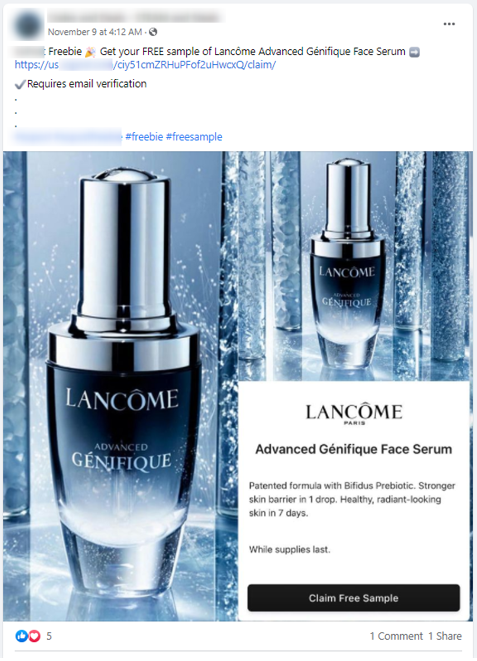 November 9 at 4:12 AM ·
: Freebie 🎉 Get your FREE sample of Lancôme Advanced Génifique Face Serum ➡️
https://us /ciy51cmZRHuPFof2uHwcxQ/claim/
✔️Requires email verification
.
.
.
#freebie #freesample
LANCÔME
ADVANCED
GÉNIFIQUE
LANCÔME
ADVANCED
GÉNIFIQUE
LANCÔME
PARIS
Advanced Génifique Face Serum
Patented formula with Bifidus Prebiotic. Stronger
skin barrier in 1 drop. Healthy, radiant-looking
skin in 7 days.
While supplies last.
Claim Free Sample
5
1 Comment 1 Share